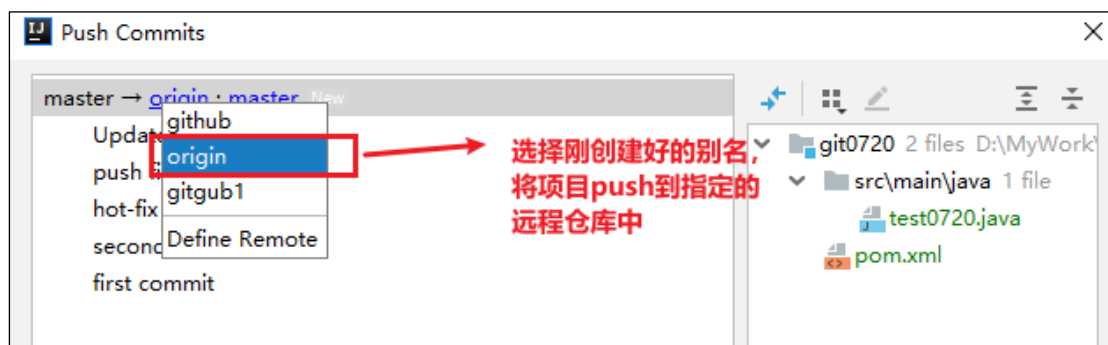 Push Commits
master → origin : master New
github
Updat
origin
push fi
gitgub1
hot-fix
Define Remote
second
first commit
选择刚创建好的别名，
将项目push到指定的
远程仓库中
git0720 2 files D:\MyWork\
src\main\java 1 file
test0720.java
pom.xml